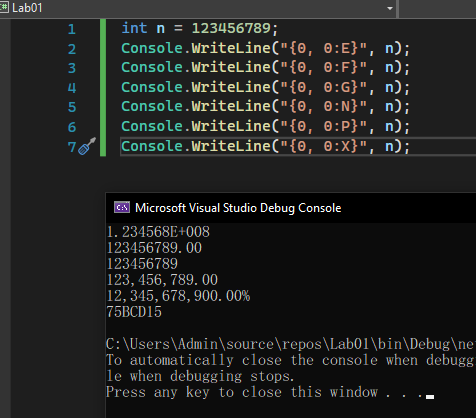 Lab01
1 int n = 123456789;
2 Console.WriteLine("{0, 0:E}", n);
3 Console.WriteLine("{0, 0:F}", n);
4 Console.WriteLine("{0, 0:G}", n);
5 Console.WriteLine("{0, 0:N}", n);
6 Console.WriteLine("{0, 0:P}", n);
7 Console.WriteLine("{0, 0:X}", n);
Microsoft Visual Studio Debug Console
1.234568E+008
123456789.00
123456789
123,456,789.00
12,345,678,900.00%
75BCD15
C:\Users\Admin\source\repos\Lab01\bin\Debug\ne
To automatically close the console when debugg
le when debugging stops.
Press any key to close this window . . .